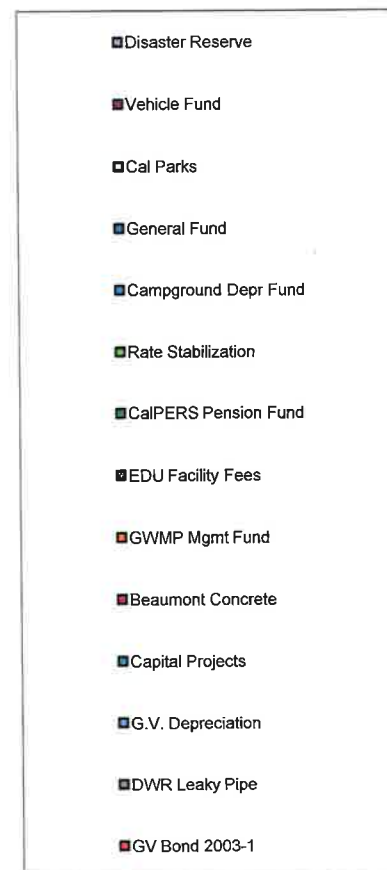 Disaster Reserve
Vehicle Fund
Cal Parks
General Fund
Campground Depr Fund
Rate Stabilization
CalPERS Pension Fund
EDU Facility Fees
GWMP Mgmt Fund
Beaumont Concrete
Capital Projects
G.V. Depreciation
DWR Leaky Pipe
GV Bond 2003-1